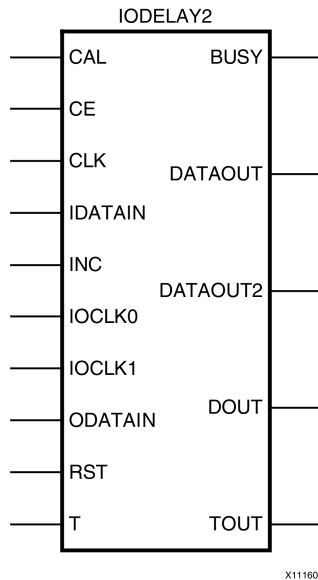 IODELAY2
CAL BUSY
CE
CLK
DATAOUT
IDATAIN
INC
DATAOUT2
IOCLK0
IOCLK1
DOUT
ODATAIN
RST
T TOUT
X11160